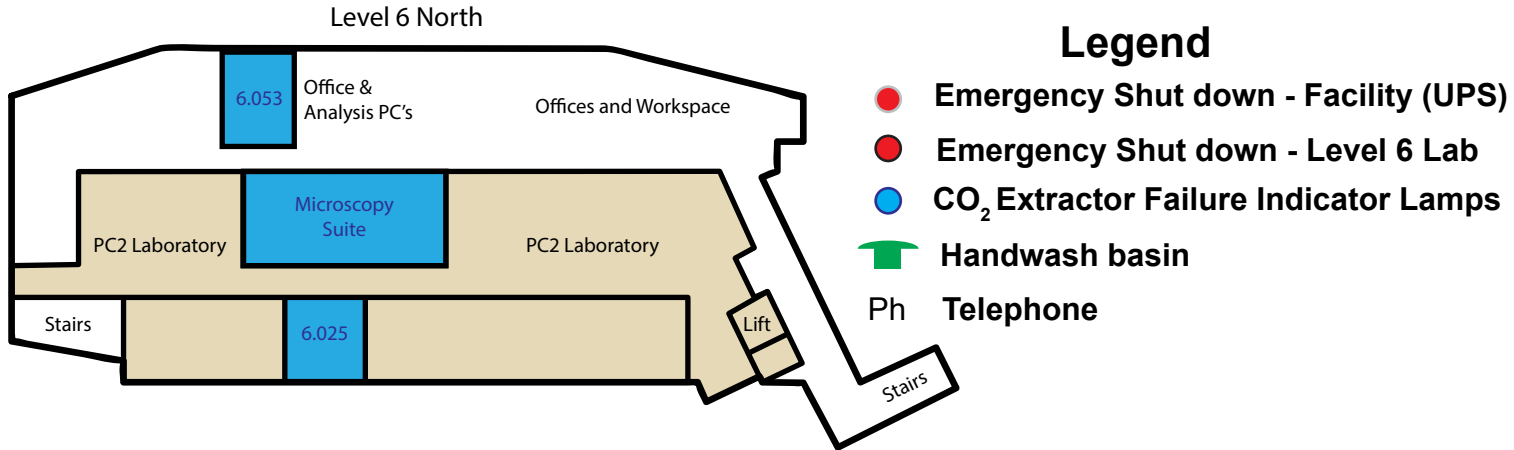 Level 6 North
Legend
6.053
Office &
Analysis PC's
Offices and Workspace
Emergency Shut down - Facility (UPS)
Emergency Shut down - Level 6 Lab
CO2 Extractor Failure Indicator Lamps
Microscopy
Suite
PC2 Laboratory
PC2 Laboratory
Handwash basin
Ph Telephone
Stairs
6.025
Lift
Stairs